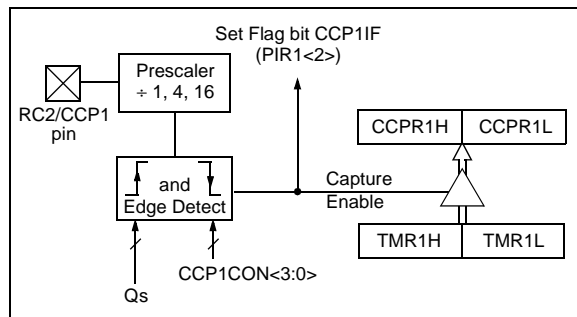 Set Flag bit CCP1IF
(PIR1<2>)
Prescaler
÷ 1, 4, 16
RC2/CCP1
pin
CCPR1H
CCPR1L
and
Edge Detect
Capture
Enable
TMR1H
TMR1L
CCP1CON<3:0>
Qs